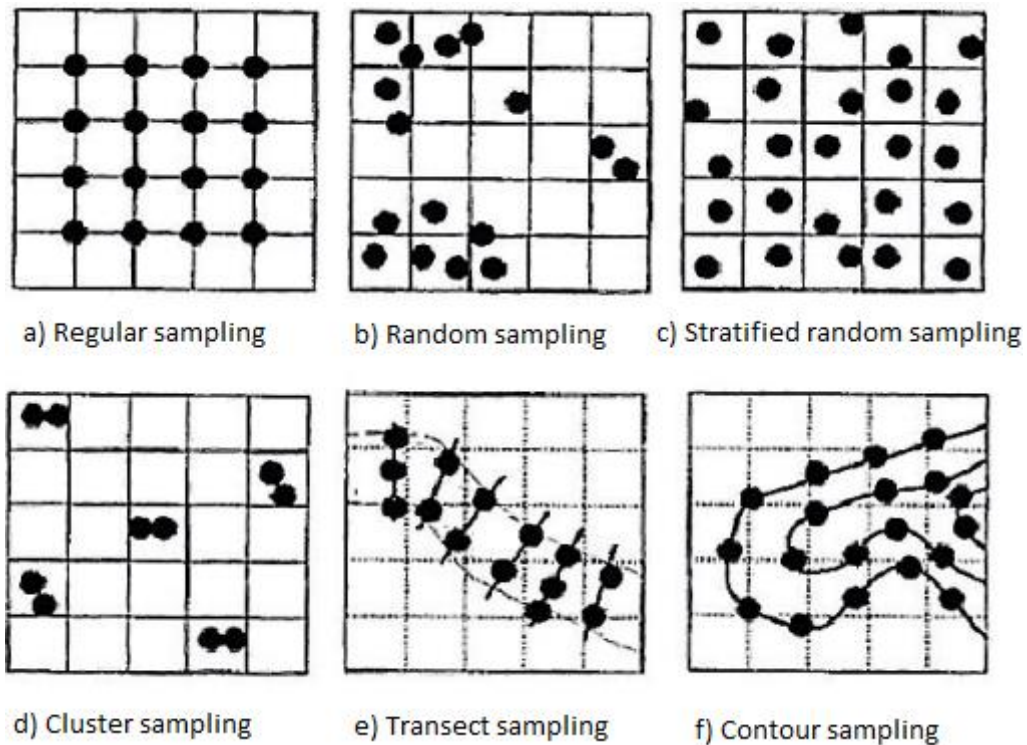 a) Regular sampling
b) Random sampling
c) Stratified random sampling
d) Cluster sampling
e) Transect sampling
f) Contour sampling